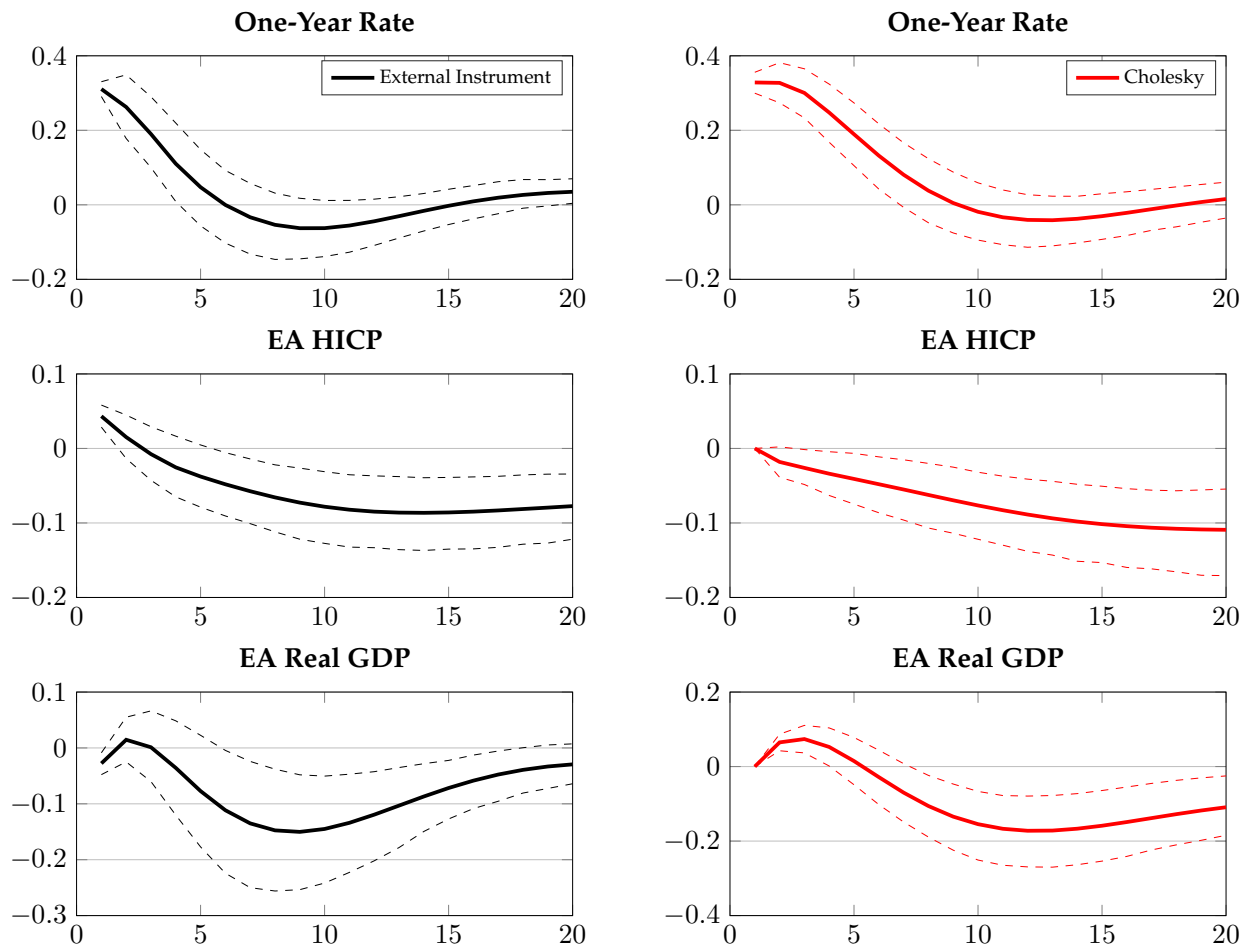 One-Year Rate
0.4
0.2
0
−0.2
0 5 10 15 20
External Instrument
One-Year Rate
0.4
0.2
0
−0.2
0 5 10 15 20
Cholesky
EA HICP
0.1
0
−0.1
−0.2
0 5 10 15 20
EA HICP
0.1
0
−0.1
−0.2
0 5 10 15 20
EA Real GDP
0.1
0
−0.1
−0.2
−0.3
0 5 10 15 20
EA Real GDP
0.2
0
−0.2
−0.4
0 5 10 15 20